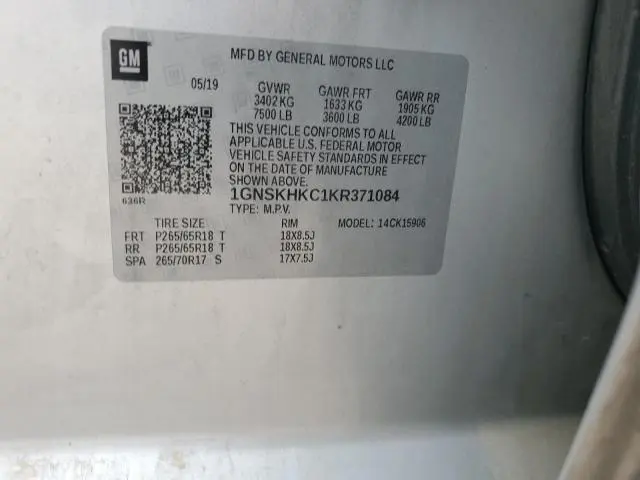 GM
MFD BY GENERAL MOTORS LLC
05/19 GVWR GAWR FRT GAWR RR
3402 KG 1633 KG 1905 KG
7500 LB 3600 LB 4200 LB
THIS VEHICLE CONFORMS TO ALL
APPLICABLE U.S. FEDERAL MOTOR
VEHICLE SAFETY STANDARDS IN EFFECT
ON THE DATE OF MANUFACTURE
SHOWN ABOVE.
636R
1GNSKHKC1KR371084
TYPE: M.P.V.
MODEL: 14CK15906
TIRE SIZE RIM
FRT P265/65R18 T 18X8.5J
RR P265/65R18 T 18X8.5J
SPA 265/70R17 S 17X7.5J